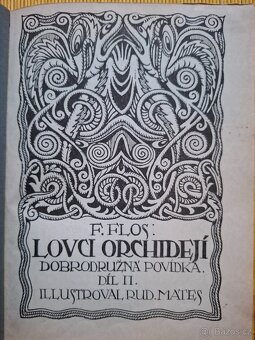 F. FLOS:
LOVCI ORCHIDEJÍ
DOBRODRUŽNÁ POVÍDKA.
DÍL II.
ILLUSTROVAL RUD. MATES